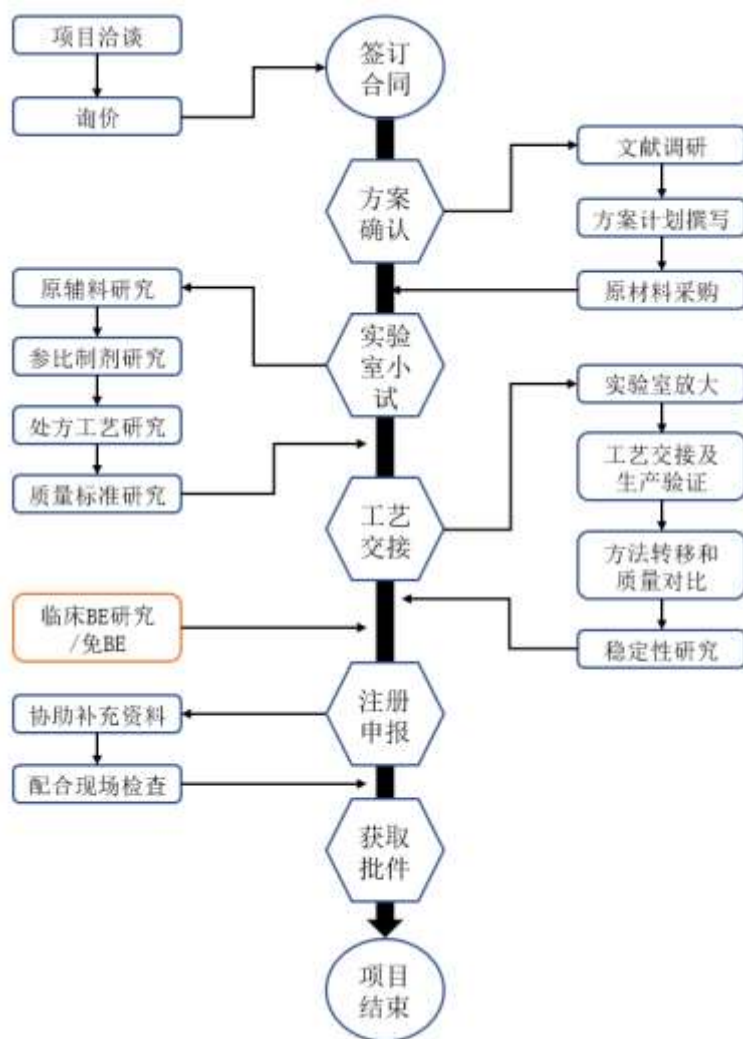 项目洽谈
询价
签订
合同
方案
确认
文献调研
方案计划撰写
原材料采购
实验
室小
试
原辅料研究
参比制剂研究
处方工艺研究
质量标准研究
工艺
交接
实验室放大
工艺交接及
生产验证
方法转移和
质量对比
稳定性研究
临床BE研究
/免BE
注册
申报
协助补充资料
配合现场检查
获取
批件
项目
结束